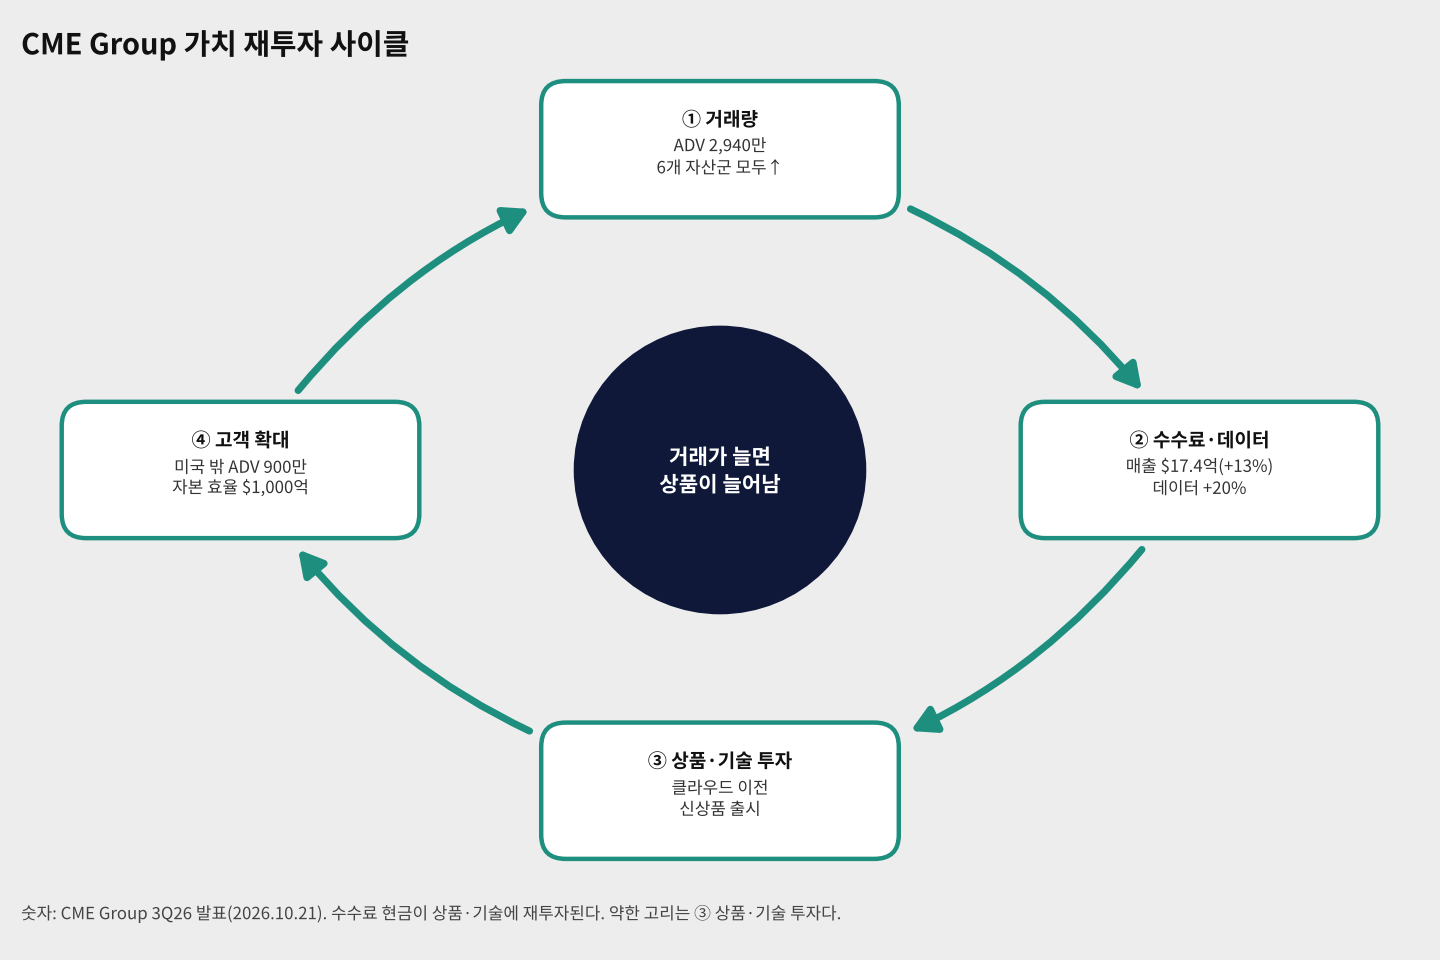 CME Group 가치 재투자 사이클
① 거래량
ADV 2,940만
6개 자산군 모두↑
④ 고객 확대
미국 밖 ADV 900만
자본 효율 $1,000억
거래가 늘면
상품이 늘어남
② 수수료·데이터
매출 $17.4억(+13%)
데이터 +20%
③ 상품·기술 투자
클라우드 이전
신상품 출시
숫자: CME Group 3Q26 발표(2026.10.21). 수수료 현금이 상품·기술에 재투자된다. 약한 고리는 ③ 상품·기술 투자다.